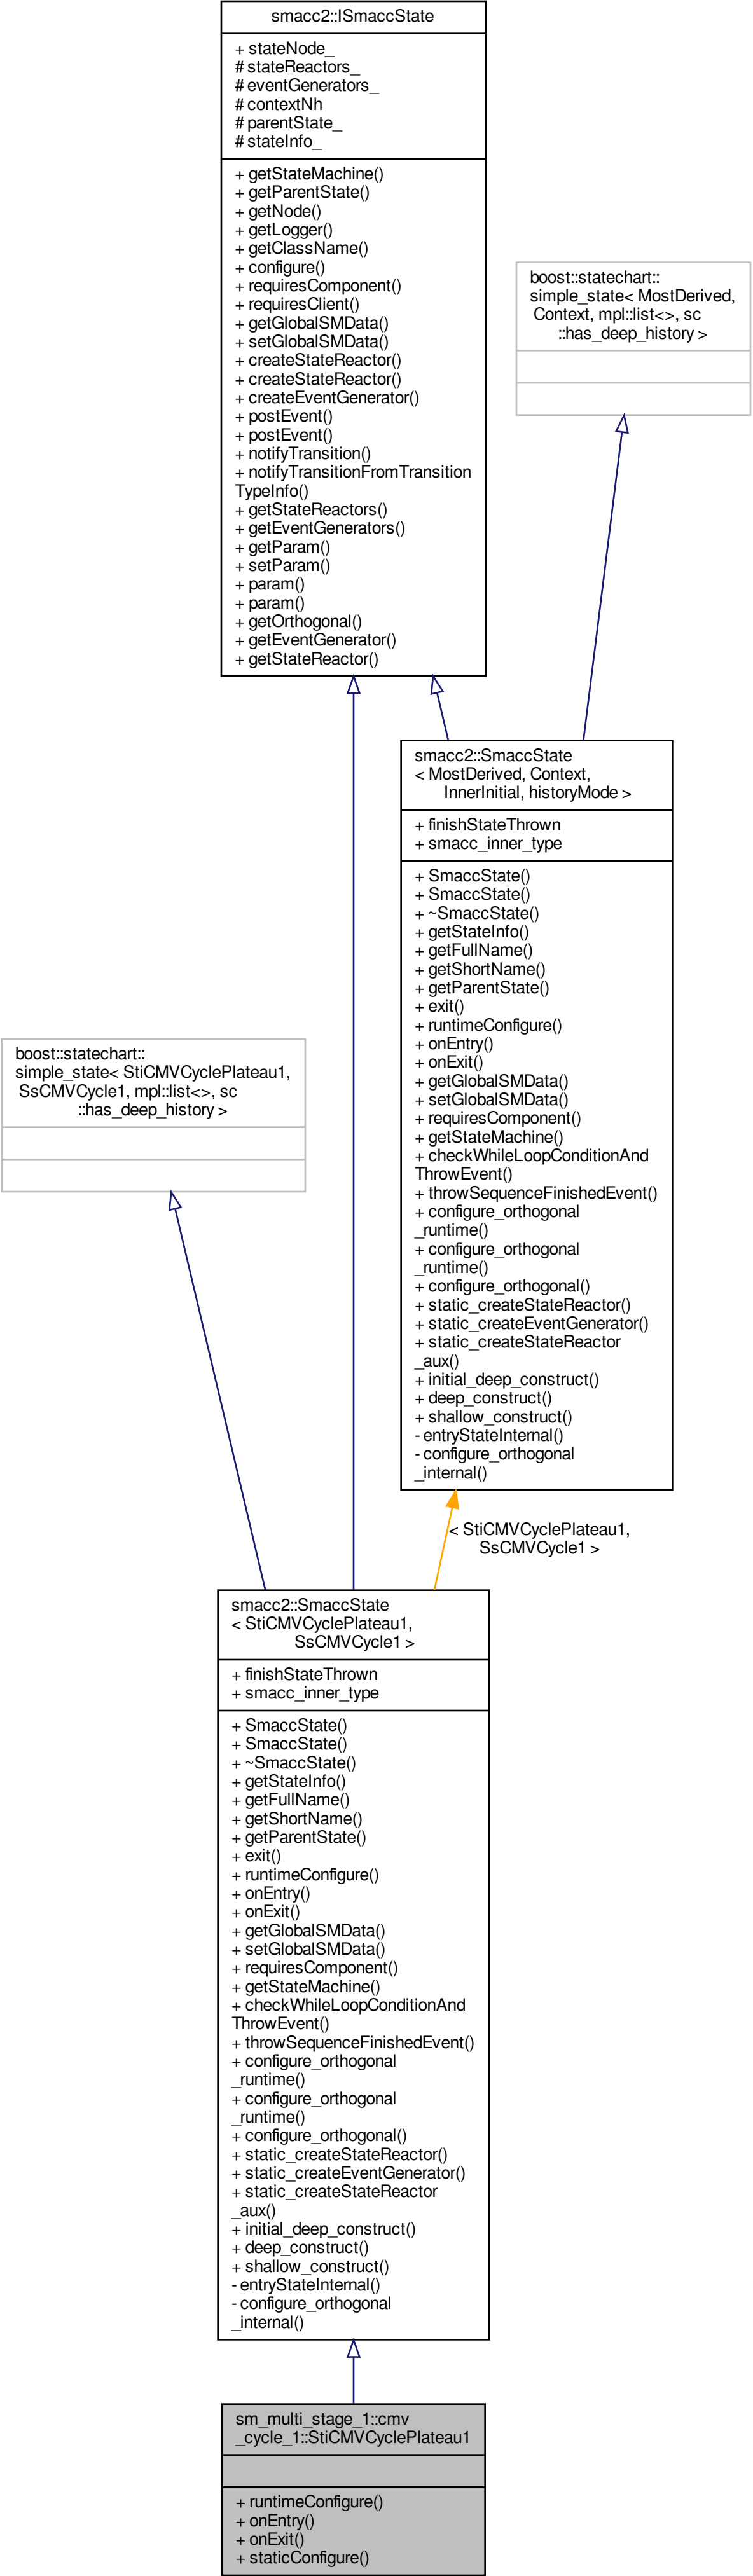 smacc2::ISmaccState
+ stateNode_
# stateReactors_
# eventGenerators_
# contextNh
# parentState_
# stateInfo_
+ getStateMachine()
+ getParentState()
+ getNode()
+ getLogger()
+ getClassName()
+ configure()
+ requiresComponent()
+ requiresClient()
+ getGlobalSMData()
+ setGlobalSMData()
+ createStateReactor()
+ createStateReactor()
+ createEventGenerator()
+ postEvent()
+ postEvent()
+ notifyTransition()
+ notifyTransitionFromTransition
TypeInfo()
+ getStateReactors()
+ getEventGenerators()
+ getParam()
+ setParam()
+ param()
+ param()
+ getOrthogonal()
+ getEventGenerator()
+ getStateReactor()
boost::statechart::
simple_state< MostDerived,
Context, mpl::list<>, sc
::has_deep_history >
smacc2::SmaccState
< MostDerived, Context,
InnerInitial, historyMode >
+ finishStateThrown
+ smacc_inner_type
+ SmaccState()
+ SmaccState()
+ ~SmaccState()
+ getStateInfo()
+ getFullName()
+ getShortName()
+ getParentState()
+ exit()
+ runtimeConfigure()
+ onEntry()
+ onExit()
+ getGlobalSMData()
+ setGlobalSMData()
+ requiresComponent()
+ getStateMachine()
+ checkWhileLoopConditionAnd
ThrowEvent()
+ throwSequenceFinishedEvent()
+ configure_orthogonal
_runtime()
+ configure_orthogonal
_runtime()
+ configure_orthogonal()
+ static_createStateReactor()
+ static_createEventGenerator()
+ static_createStateReactor
_aux()
+ initial_deep_construct()
+ deep_construct()
+ shallow_construct()
- entryStateInternal()
- configure_orthogonal
_internal()
boost::statechart::
simple_state< StiCMVCyclePlateau1,
SsCMVCycle1, mpl::list<>, sc
::has_deep_history >
< StiCMVCyclePlateau1,
SsCMVCycle1 >
smacc2::SmaccState
< StiCMVCyclePlateau1,
SsCMVCycle1 >
+ finishStateThrown
+ smacc_inner_type
+ SmaccState()
+ SmaccState()
+ ~SmaccState()
+ getStateInfo()
+ getFullName()
+ getShortName()
+ getParentState()
+ exit()
+ runtimeConfigure()
+ onEntry()
+ onExit()
+ getGlobalSMData()
+ setGlobalSMData()
+ requiresComponent()
+ getStateMachine()
+ checkWhileLoopConditionAnd
ThrowEvent()
+ throwSequenceFinishedEvent()
+ configure_orthogonal
_runtime()
+ configure_orthogonal
_runtime()
+ configure_orthogonal()
+ static_createStateReactor()
+ static_createEventGenerator()
+ static_createStateReactor
_aux()
+ initial_deep_construct()
+ deep_construct()
+ shallow_construct()
- entryStateInternal()
- configure_orthogonal
_internal()
sm_multi_stage_1::cmv
_cycle_1::StiCMVCyclePlateau1
+ runtimeConfigure()
+ onEntry()
+ onExit()
+ staticConfigure()